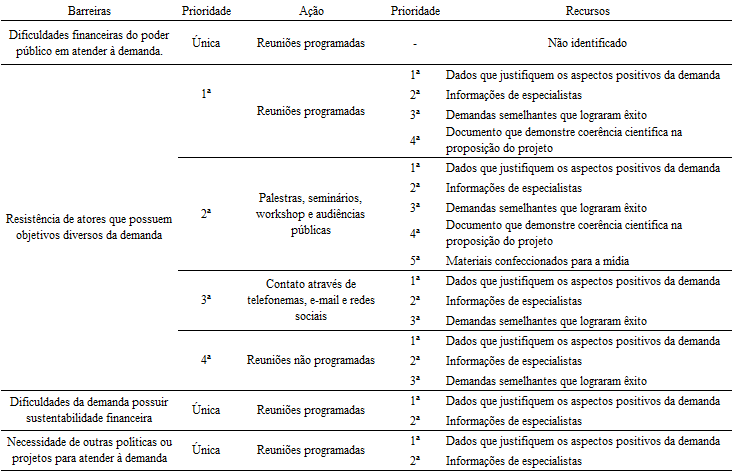 Barreiras Prioridade Ação Prioridade Recursos
Dificuldades financeiras do poder
público em atender à demanda. Única Reuniões programadas - Não identificado
Resistência de atores que possuem
objetivos diversos da demanda
1ª Reuniões programadas
1ª Dados que justifiquem os aspectos positivos da demanda
2ª Informações de especialistas
3ª Demandas semelhantes que lograram êxito
4ª Documento que demonstre coerência científica na
proposição do projeto
2ª Palestras, seminários,
workshop e audiências
públicas
1ª Dados que justifiquem os aspectos positivos da demanda
2ª Informações de especialistas
3ª Demandas semelhantes que lograram êxito
4ª Documento que demonstre coerência científica na
proposição do projeto
5ª Materiais confeccionados para a mídia
3ª Contato através de
telefonemas, e-mail e redes
sociais
1ª Dados que justifiquem os aspectos positivos da demanda
2ª Informações de especialistas
3ª Demandas semelhantes que lograram êxito
4ª Reuniões não programadas
1ª Dados que justifiquem os aspectos positivos da demanda
2ª Informações de especialistas
3ª Demandas semelhantes que lograram êxito
Dificuldades da demanda possuir
sustentabilidade financeira
Única Reuniões programadas
1ª Dados que justifiquem os aspectos positivos da demanda
2ª Informações de especialistas
Necessidade de outras políticas ou
projetos para atender à demanda
Única Reuniões programadas
1ª Dados que justifiquem os aspectos positivos da demanda
2ª Informações de especialistas